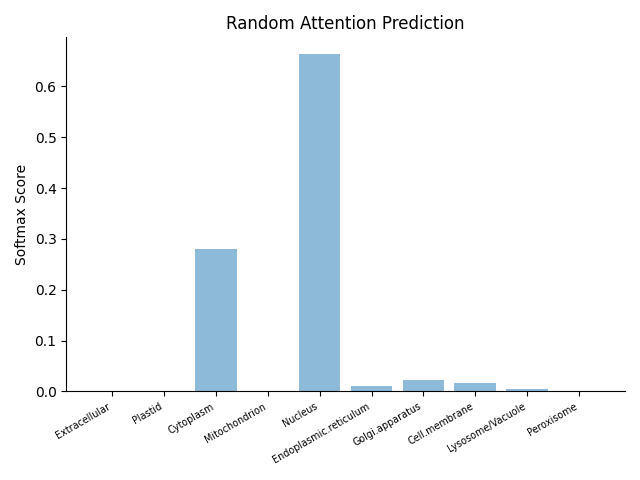 Random Attention Prediction
Softmax Score
0.6
0.5
0.4
0.3
0.2
0.1
0.0
Extracellular
Plastid
Cytoplasm
Mitochondrion
Nucleus
Endoplasmic.reticulum
Golgi.apparatus
Cell.membrane
Lysosome/Vacuole
Peroxisome